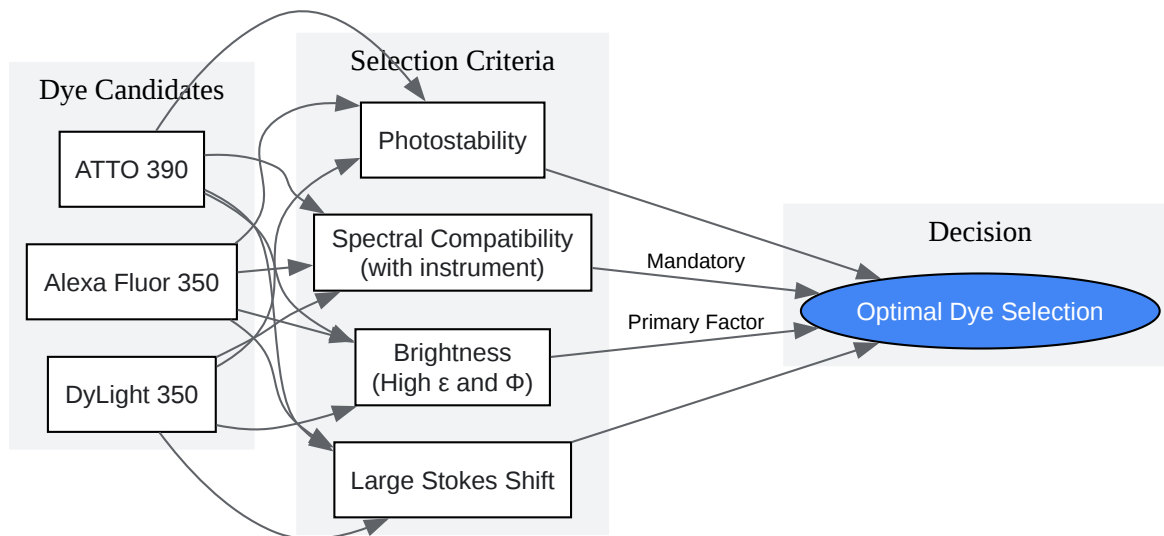 Dye Candidates
ATTO 390
Alexa Fluor 350
DyLight 350
Selection Criteria
Photostability
Spectral Compatibility
(with instrument)
Brightness
(High ε and Φ)
Large Stokes Shift
Mandatory
Primary Factor
Decision
Optimal Dye Selection